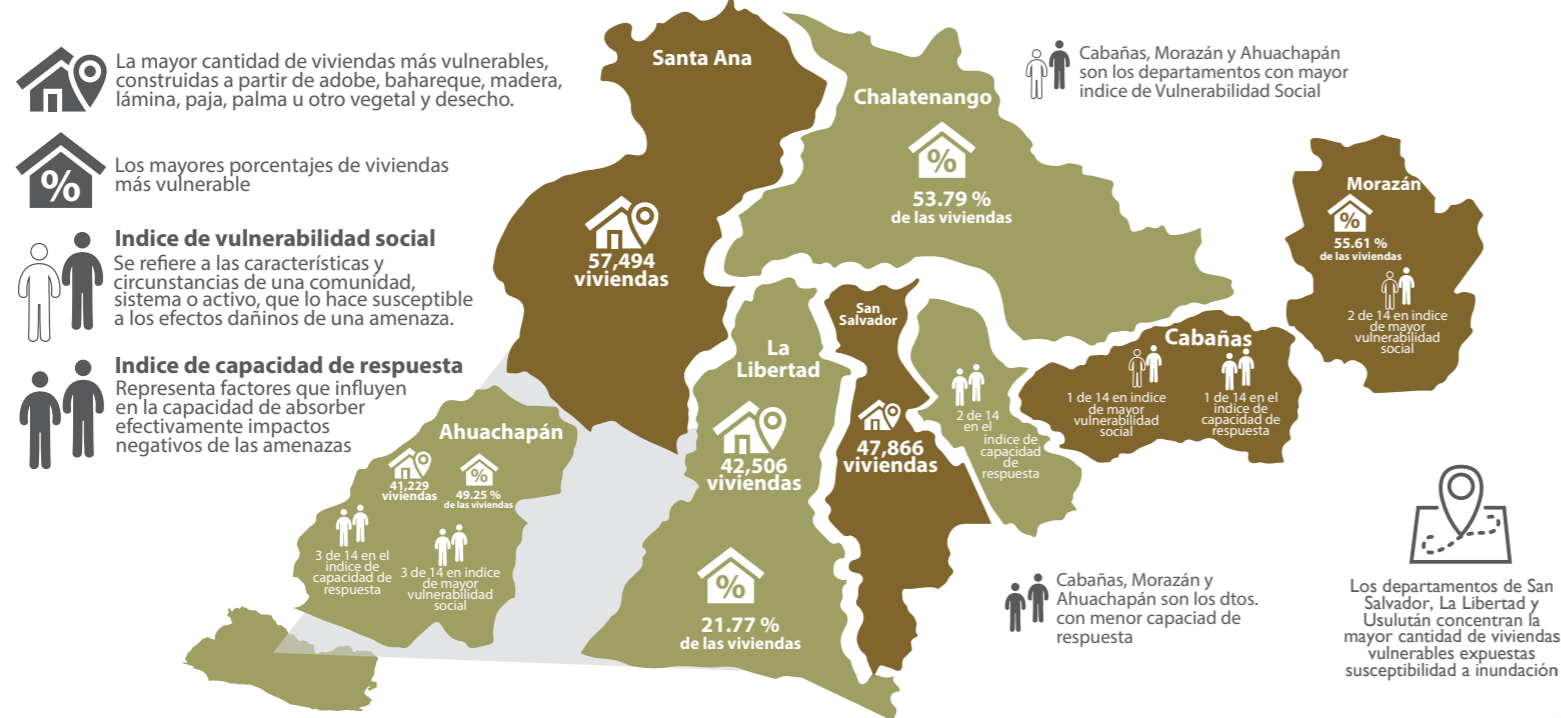 La mayor cantidad de viviendas más vulnerables,
construidas a partir de adobe, bahareque, madera,
lámina, paja, palma u otro vegetal y desecho.
Los mayores porcentajes de viviendas
más vulnerable
Indice de vulnerabilidad social
Se refiere a las características y
circunstancias de una comunidad,
sistema o activo, que lo hace susceptible
a los efectos dañinos de una amenaza.
Indice de capacidad de respuesta
Representa factores que influyen
en la capacidad de absorber
efectivamente impactos
negativos de las amenazas
Santa Ana
57,494
viviendas
Chalatenango
53.79 %
de las viviendas
Cabañas, Morazán y Ahuachapán
son los departamentos con mayor
indice de Vulnerabilidad Social
Morazán
55.61 %
de las viviendas
2 de 14 en indice
de mayor
vulnerabilidad
social
Ahuachapán
41,229
viviendas
49.25 %
de las viviendas
3 de 14 en el
indice de
capacidad de
respuesta
3 de 14 en indice
de mayor
vulnerabilidad
social
La
Libertad
42,506
viviendas
21.77 %
de las viviendas
San
Salvador
47,866
viviendas
2 de 14
en el
indice de
capacidad
de
respuesta
Cabañas
1 de 14 en indice
de mayor
vulnerabilidad
social
1 de 14 en el
indice de
capacidad de
respuesta
Cabañas, Morazán y
Ahuachapán son los dtos.
con menor capaciad de
respuesta
Los departamentos de San
Salvador, La Libertad y
Usulután concentran la
mayor cantidad de viviendas
vulnerables expuestas
susceptibilidad a inundación